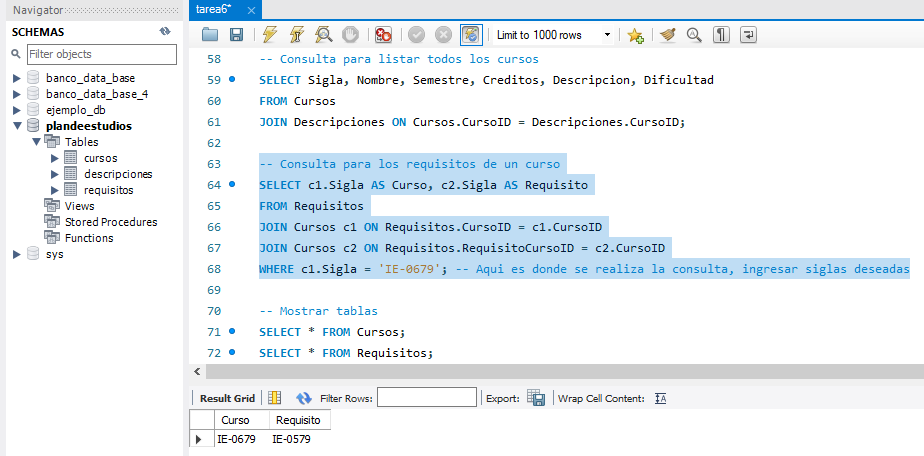 Navigator
SCHEMAS
Filter objects
banco_data_base
banco_data_base_4
ejemplo_db
plandeestudios
Tables
cursos
descripciones
requisitos
Views
Stored Procedures
Functions
sys
tarea6*
Limit to 1000 rows
58 -- Consulta para listar todos los cursos
59 SELECT Sigla, Nombre, Semestre, Creditos, Descripcion, Dificultad
60 FROM Cursos
61 JOIN Descripciones ON Cursos.CursoID = Descripciones.CursoID;
62
63 -- Consulta para los requisitos de un curso
64 SELECT c1.Sigla AS Curso, c2.Sigla AS Requisito
65 FROM Requisitos
66 JOIN Cursos c1 ON Requisitos.CursoID = c1.CursoID
67 JOIN Cursos c2 ON Requisitos.RequisitoCursoID = c2.CursoID
68 WHERE c1.Sigla = 'IE-0679'; -- Aqui es donde se realiza la consulta, ingresar siglas deseadas
69
70 -- Mostrar tablas
71 SELECT * FROM Cursos;
72 SELECT * FROM Requisitos;
Result Grid Filter Rows: Export: Wrap Cell Content:
Curso Requisito
IE-0679 IE-0579